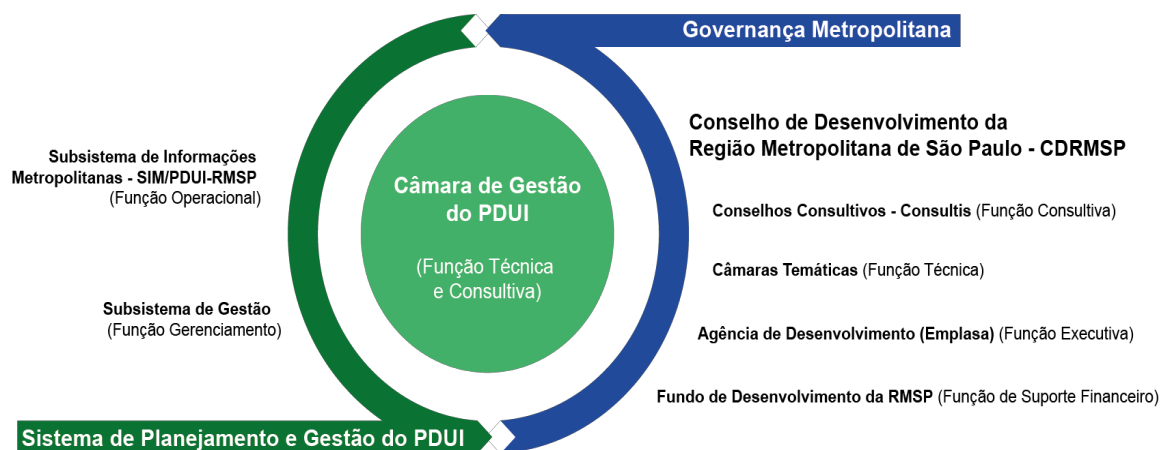 Governança Metropolitana
Conselho de Desenvolvimento da
Região Metropolitana de São Paulo - CDRMSP
Conselhos Consultivos - Consultis (Função Consultiva)
Câmaras Temáticas (Função Técnica)
Agência de Desenvolvimento (Emplasa) (Função Executiva)
Fundo de Desenvolvimento da RMSP (Função de Suporte Financeiro)
Câmara de Gestão
do PDUI
(Função Técnica
e Consultiva)
Subsistema de Informações
Metropolitanas - SIM/PDUI-RMSP
(Função Operacional)
Subsistema de Gestão
(Função Gerenciamento)
Sistema de Planejamento e Gestão do PDUI